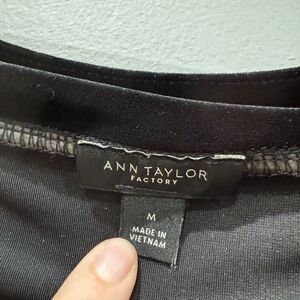 ANN TAYLOR
FACTORY
M
MADE IN
VIETNAM